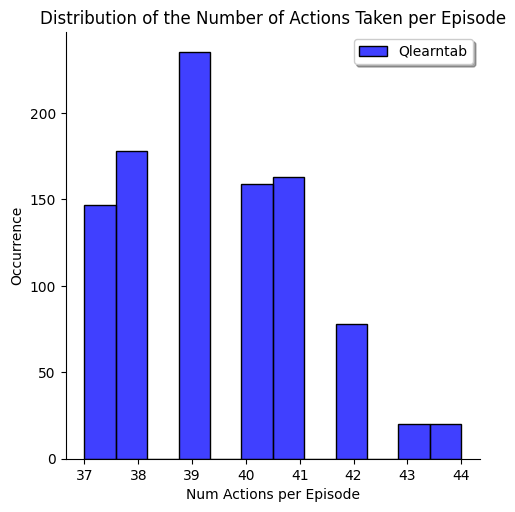 Distribution of the Number of Actions Taken per Episode
Qlearntab
200
150
100
50
0
Occurrence
37 38 39 40 41 42 43 44
Num Actions per Episode